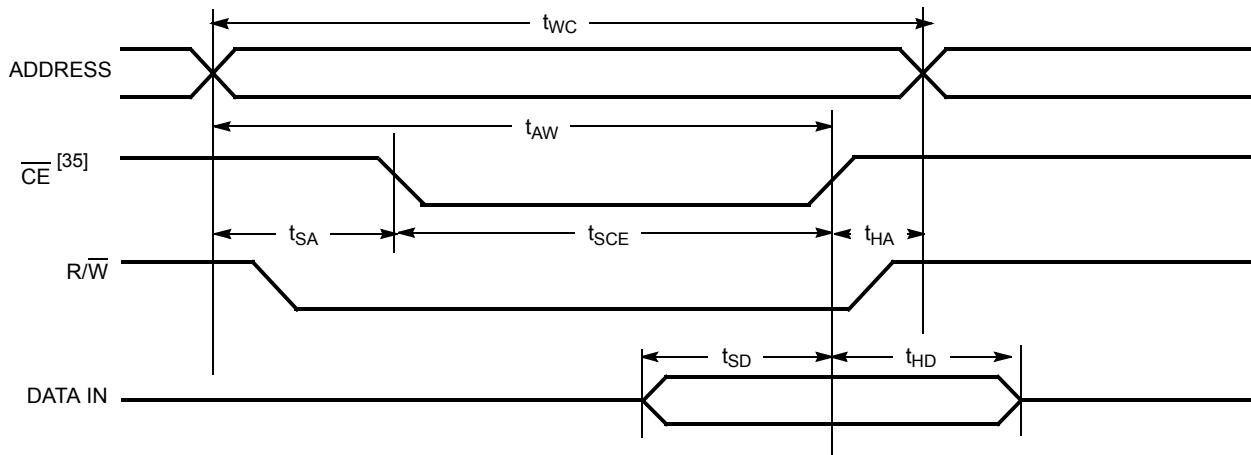 tWC
ADDRESS
tAW
CE [35]
tSA
tSCE
tHA
R/W
tSD
tHD
DATA IN